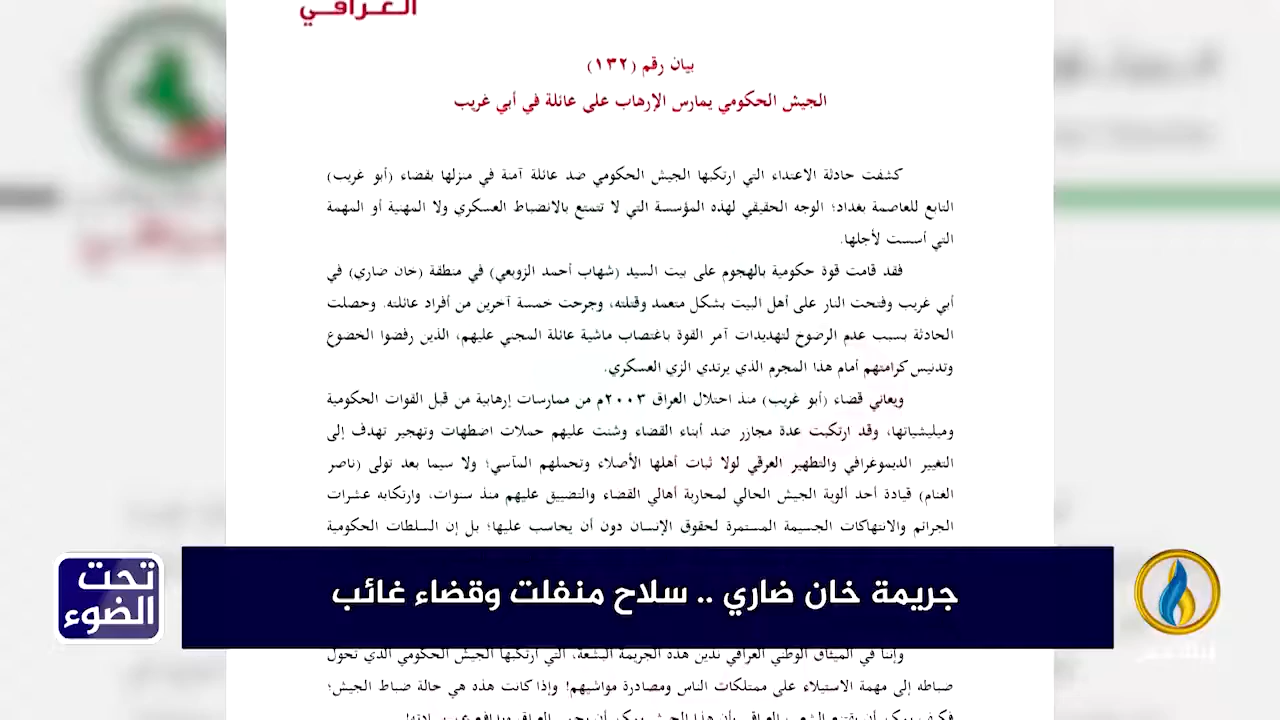 العراقي
بيان رقم (١٣٢)
الجيش الحكومي يمارس الإرهاب على عائلة في أبي غريب
كشفت حادثة الاعتداء التي ارتكبها الجيش الحكومي ضد عائلة آمنة في منزلها بقضاء (أبو غريب)
التابع للعاصمة بغداد؛ الوجه الحقيقي لهذه المؤسسة التي لا تتمتع بالانضباط العسكري ولا المهنية أو المهمة
التي أسست لأجلها.
فقد قامت قوة حكومية بالهجوم على بيت السيد (شهاب أحمد الزوبعي) في منطقة (خان ضاري) في
أبي غريب وفتحت النار على أهل البيت بشكل متعمد وقتلته، وجرحت خمسة آخرين من أفراد عائلته. وحصلت
الحادثة بسبب عدم الرضوخ لتهديدات آمر القوة باغتصاب ماشية عائلة المجني عليهم، الذين رفضوا الخضوع
وتدنيس كرامتهم أمام هذا المجرم الذي يرتدي الزي العسكري.
ويعاني قضاء (أبو غريب) منذ احتلال العراق ٢٠٠٣م من ممارسات إرهابية من قبل القوات الحكومية
وميليشياتها، وقد ارتكبت عدة مجازر ضد أبناء القضاء وشنت عليهم حملات اضطهات وتهجير تهدف إلى
التغيير الديموغرافي والتطهير العرقي لولا ثبات أهلها الأصلاء وتحملهم المآسي؛ ولا سيما بعد تولى (ناصر
الغنام) قيادة أحد ألوية الجيش الحالي لمحاربة أهالي القضاء والتضييق عليهم منذ سنوات، وارتكابه عشرات
الجرائم والانتهاكات الجسيمة المستمرة لحقوق الإنسان دون أن يحاسب عليها؛ بل إن السلطات الحكومية
تحت
الضوء
جريمة خان ضاري .. سلاح منفلت وقضاء غائب
وإننا في الميثاق الوطني العراقي ندين هذه الجريمة البشعة، التي ارتكبها الجيش الحكومي الذي تحول
ضباطه إلى مهمة الاستيلاء على ممتلكات الناس ومصادرة مواشيهم! وإذا كانت هذه هي حالة ضباط الجيش؛